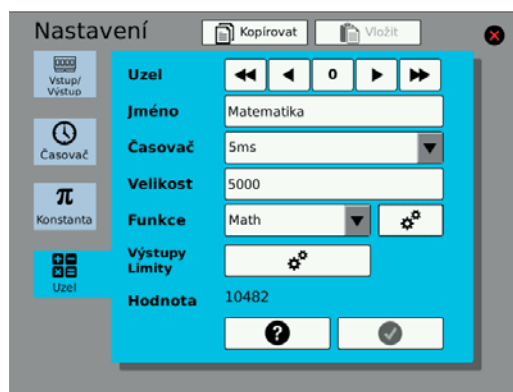 Nastavení
Kopírovat
Vložit
Vstup/
Výstup
Časovač
π
Konstanta
Uzel
Uzel
0
Jméno
Matematika
Časovač
5ms
Velikost
5000
Funkce
Math
Výstupy
Limity
Hodnota
10482
?